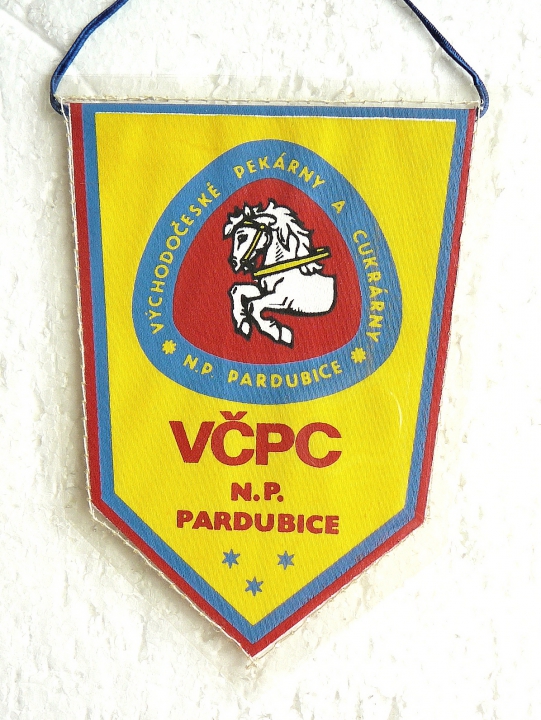 VÝCHODOČESKÉ PEKÁRNY A CUKRÁRNY
N.P. PARDUBICE
VČPC
N.P.
PARDUBICE